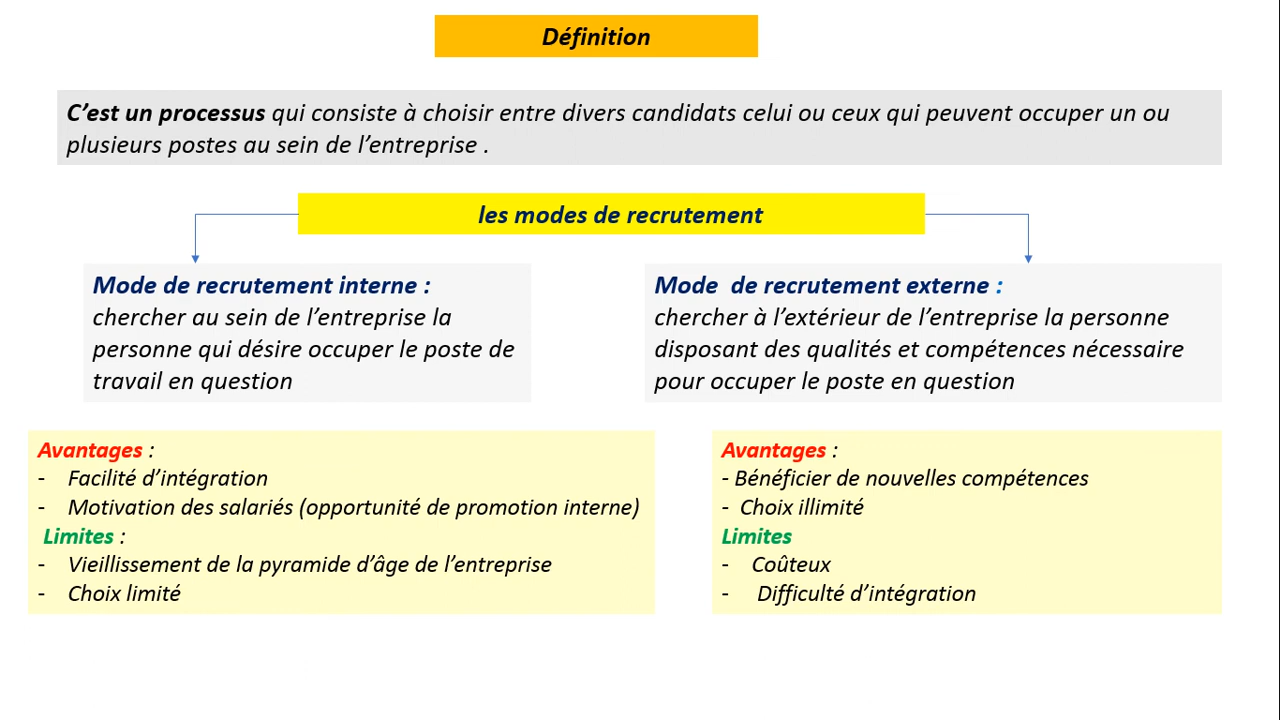 Définition
C’est un processus qui consiste à choisir entre divers candidats celui ou ceux qui peuvent occuper un ou
plusieurs postes au sein de l’entreprise .
les modes de recrutement
Mode de recrutement interne :
chercher au sein de l’entreprise la
personne qui désire occuper le poste de
travail en question
Mode de recrutement externe :
chercher à l’extérieur de l’entreprise la personne
disposant des qualités et compétences nécessaire
pour occuper le poste en question
Avantages :
- Facilité d’intégration
- Motivation des salariés (opportunité de promotion interne)
Limites :
- Vieillissement de la pyramide d’âge de l’entreprise
- Choix limité
Avantages :
- Bénéficier de nouvelles compétences
- Choix illimité
Limites
- Coûteux
- Difficulté d’intégration